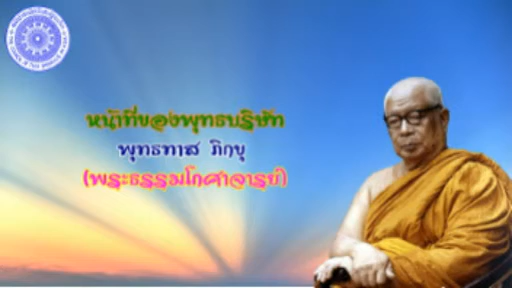 หน้าที่ของพุทธบริษัท
พุทธทาส ภิกขุ
(พระธรรมโกศาจารย์)